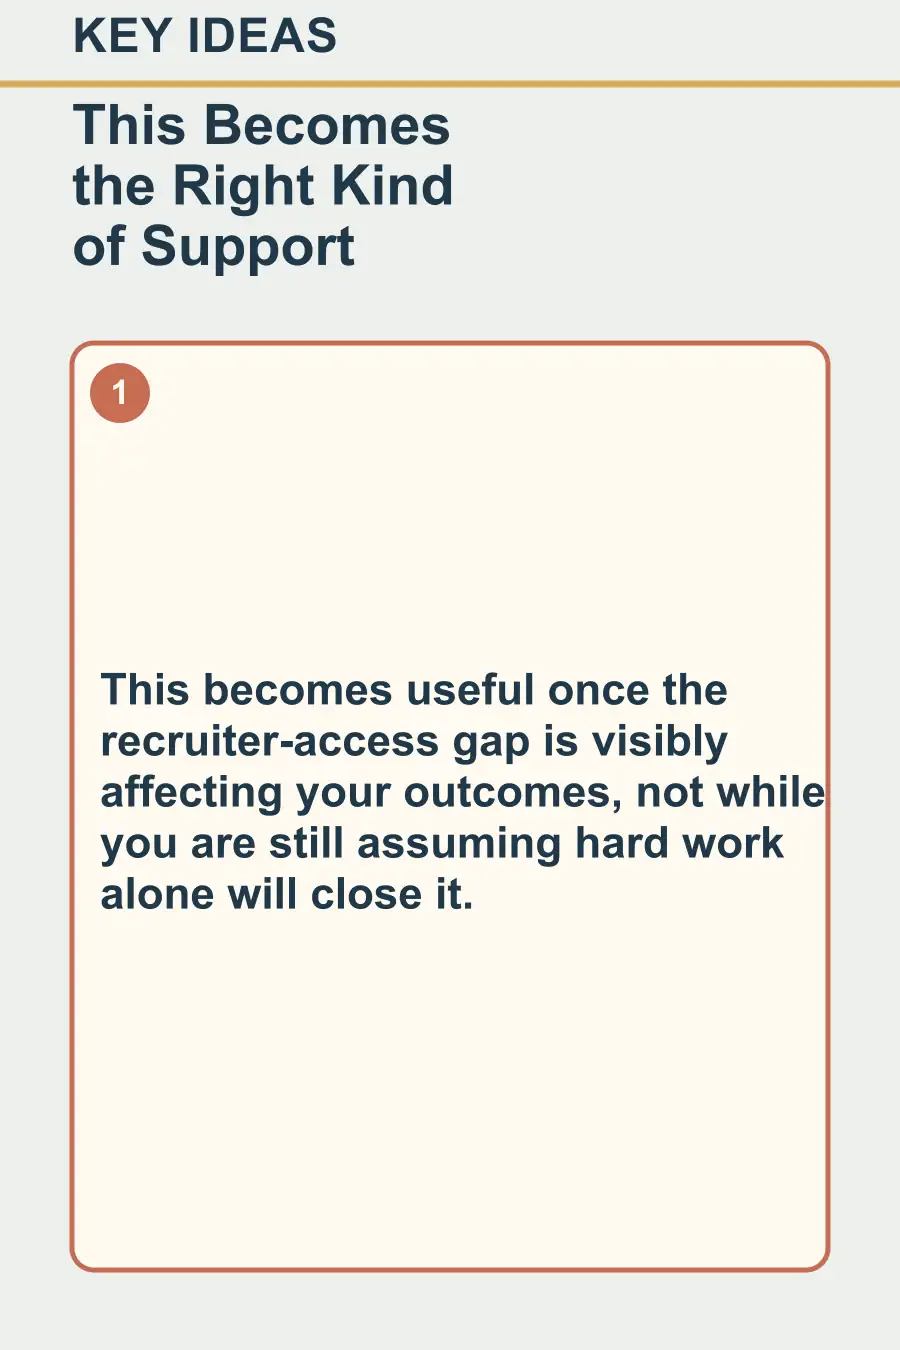 KEY IDEAS
This Becomes
the Right Kind
of Support
1
This becomes useful once the
recruiter-access gap is visibly
affecting your outcomes, not while
you are still assuming hard work
alone will close it.